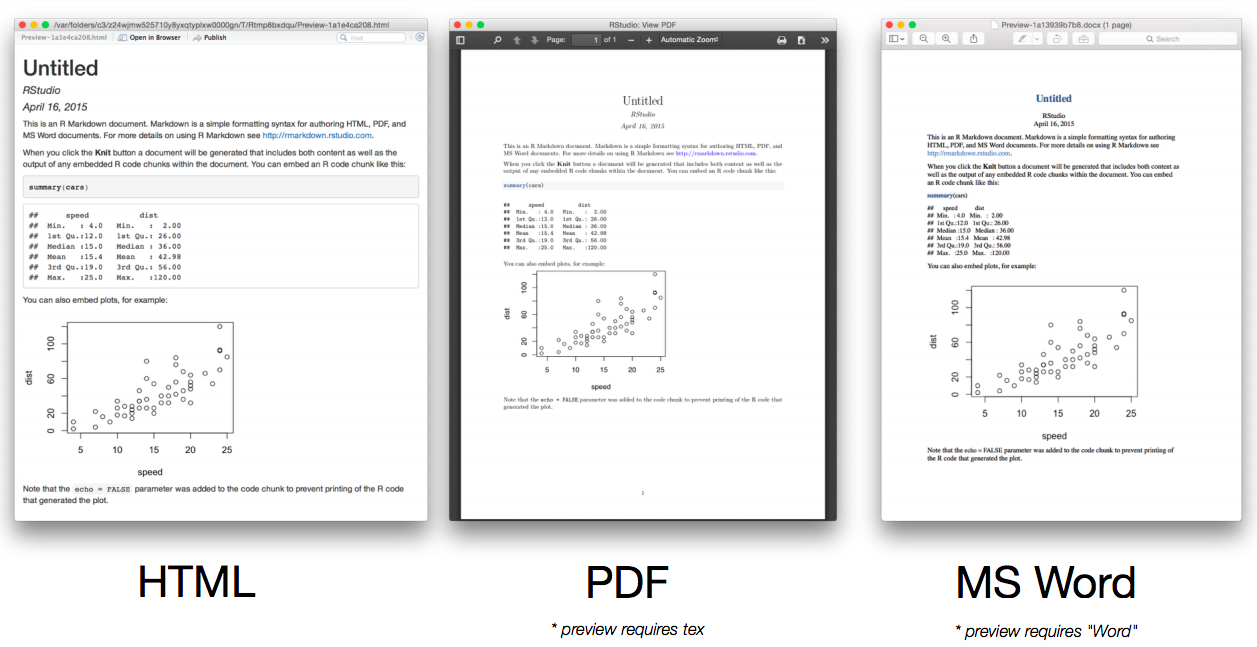 /var/folders/c3/z24wjmw525710y8yxqtyplxw0000gn/T/Rtmp8bxdqu/Preview-1a1e4ca208.html
Preview-1a1e4ca208.html Open in Browser Publish Find
Untitled
RStudio
April 16, 2015
This is an R Markdown document. Markdown is a simple formatting syntax for authoring HTML, PDF, and
MS Word documents. For more details on using R Markdown see http://rmarkdown.rstudio.com.
When you click the Knit button a document will be generated that includes both content as well as the
output of any embedded R code chunks within the document. You can embed an R code chunk like this:
summary(cars)
## speed dist
## Min. : 4.0 Min. : 2.00
## 1st Qu.:12.0 1st Qu.: 26.00
## Median :15.0 Median : 36.00
## Mean :15.4 Mean : 42.98
## 3rd Qu.:19.0 3rd Qu.: 56.00
## Max. :25.0 Max. :120.00
You can also embed plots, for example:
100
60
20
0
dist
5 10 15 20 25
speed
Note that the echo = FALSE parameter was added to the code chunk to prevent printing of the R code
that generated the plot.
HTML
RStudio: View PDF
Page: 1 of 1 − + Automatic Zoom
Untitled
RStudio
April 16, 2015
This is an R Markdown document. Markdown is a simple formatting syntax for authoring HTML, PDF, and
MS Word documents. For more details on using R Markdown see http://rmarkdown.rstudio.com.
When you click the Knit button a document will be generated that includes both content as well as the
output of any embedded R code chunks within the document. You can embed an R code chunk like this:
summary(cars)
## speed dist
## Min. : 4.0 Min. : 2.00
## 1st Qu.:12.0 1st Qu.: 26.00
## Median :15.0 Median : 36.00
## Mean :15.4 Mean : 42.98
## 3rd Qu.:19.0 3rd Qu.: 56.00
## Max. :25.0 Max. :120.00
You can also embed plots, for example:
100
60
20
0
dist
5 10 15 20 25
speed
Note that the echo = FALSE parameter was added to the code chunk to prevent printing of the R code that
generated the plot.
1
PDF
* preview requires tex
Preview-1a13939b7b8.docx (1 page)
Search
Untitled
RStudio
April 16, 2015
This is an R Markdown document. Markdown is a simple formatting syntax for authoring
HTML, PDF, and MS Word documents. For more details on using R Markdown see
http://rmarkdown.rstudio.com.
When you click the Knit button a document will be generated that includes both content as
well as the output of any embedded R code chunks within the document. You can embed
an R code chunk like this:
summary(cars)
## speed dist
## Min. : 4.0 Min. : 2.00
## 1st Qu.:12.0 1st Qu.: 26.00
## Median :15.0 Median : 36.00
## Mean :15.4 Mean : 42.98
## 3rd Qu.:19.0 3rd Qu.: 56.00
## Max. :25.0 Max. :120.00
You can also embed plots, for example:
100
60
20
0
dist
5 10 15 20 25
speed
Note that the echo = FALSE parameter was added to the code chunk to prevent printing of
the R code that generated the plot.
MS Word
* preview requires "Word"